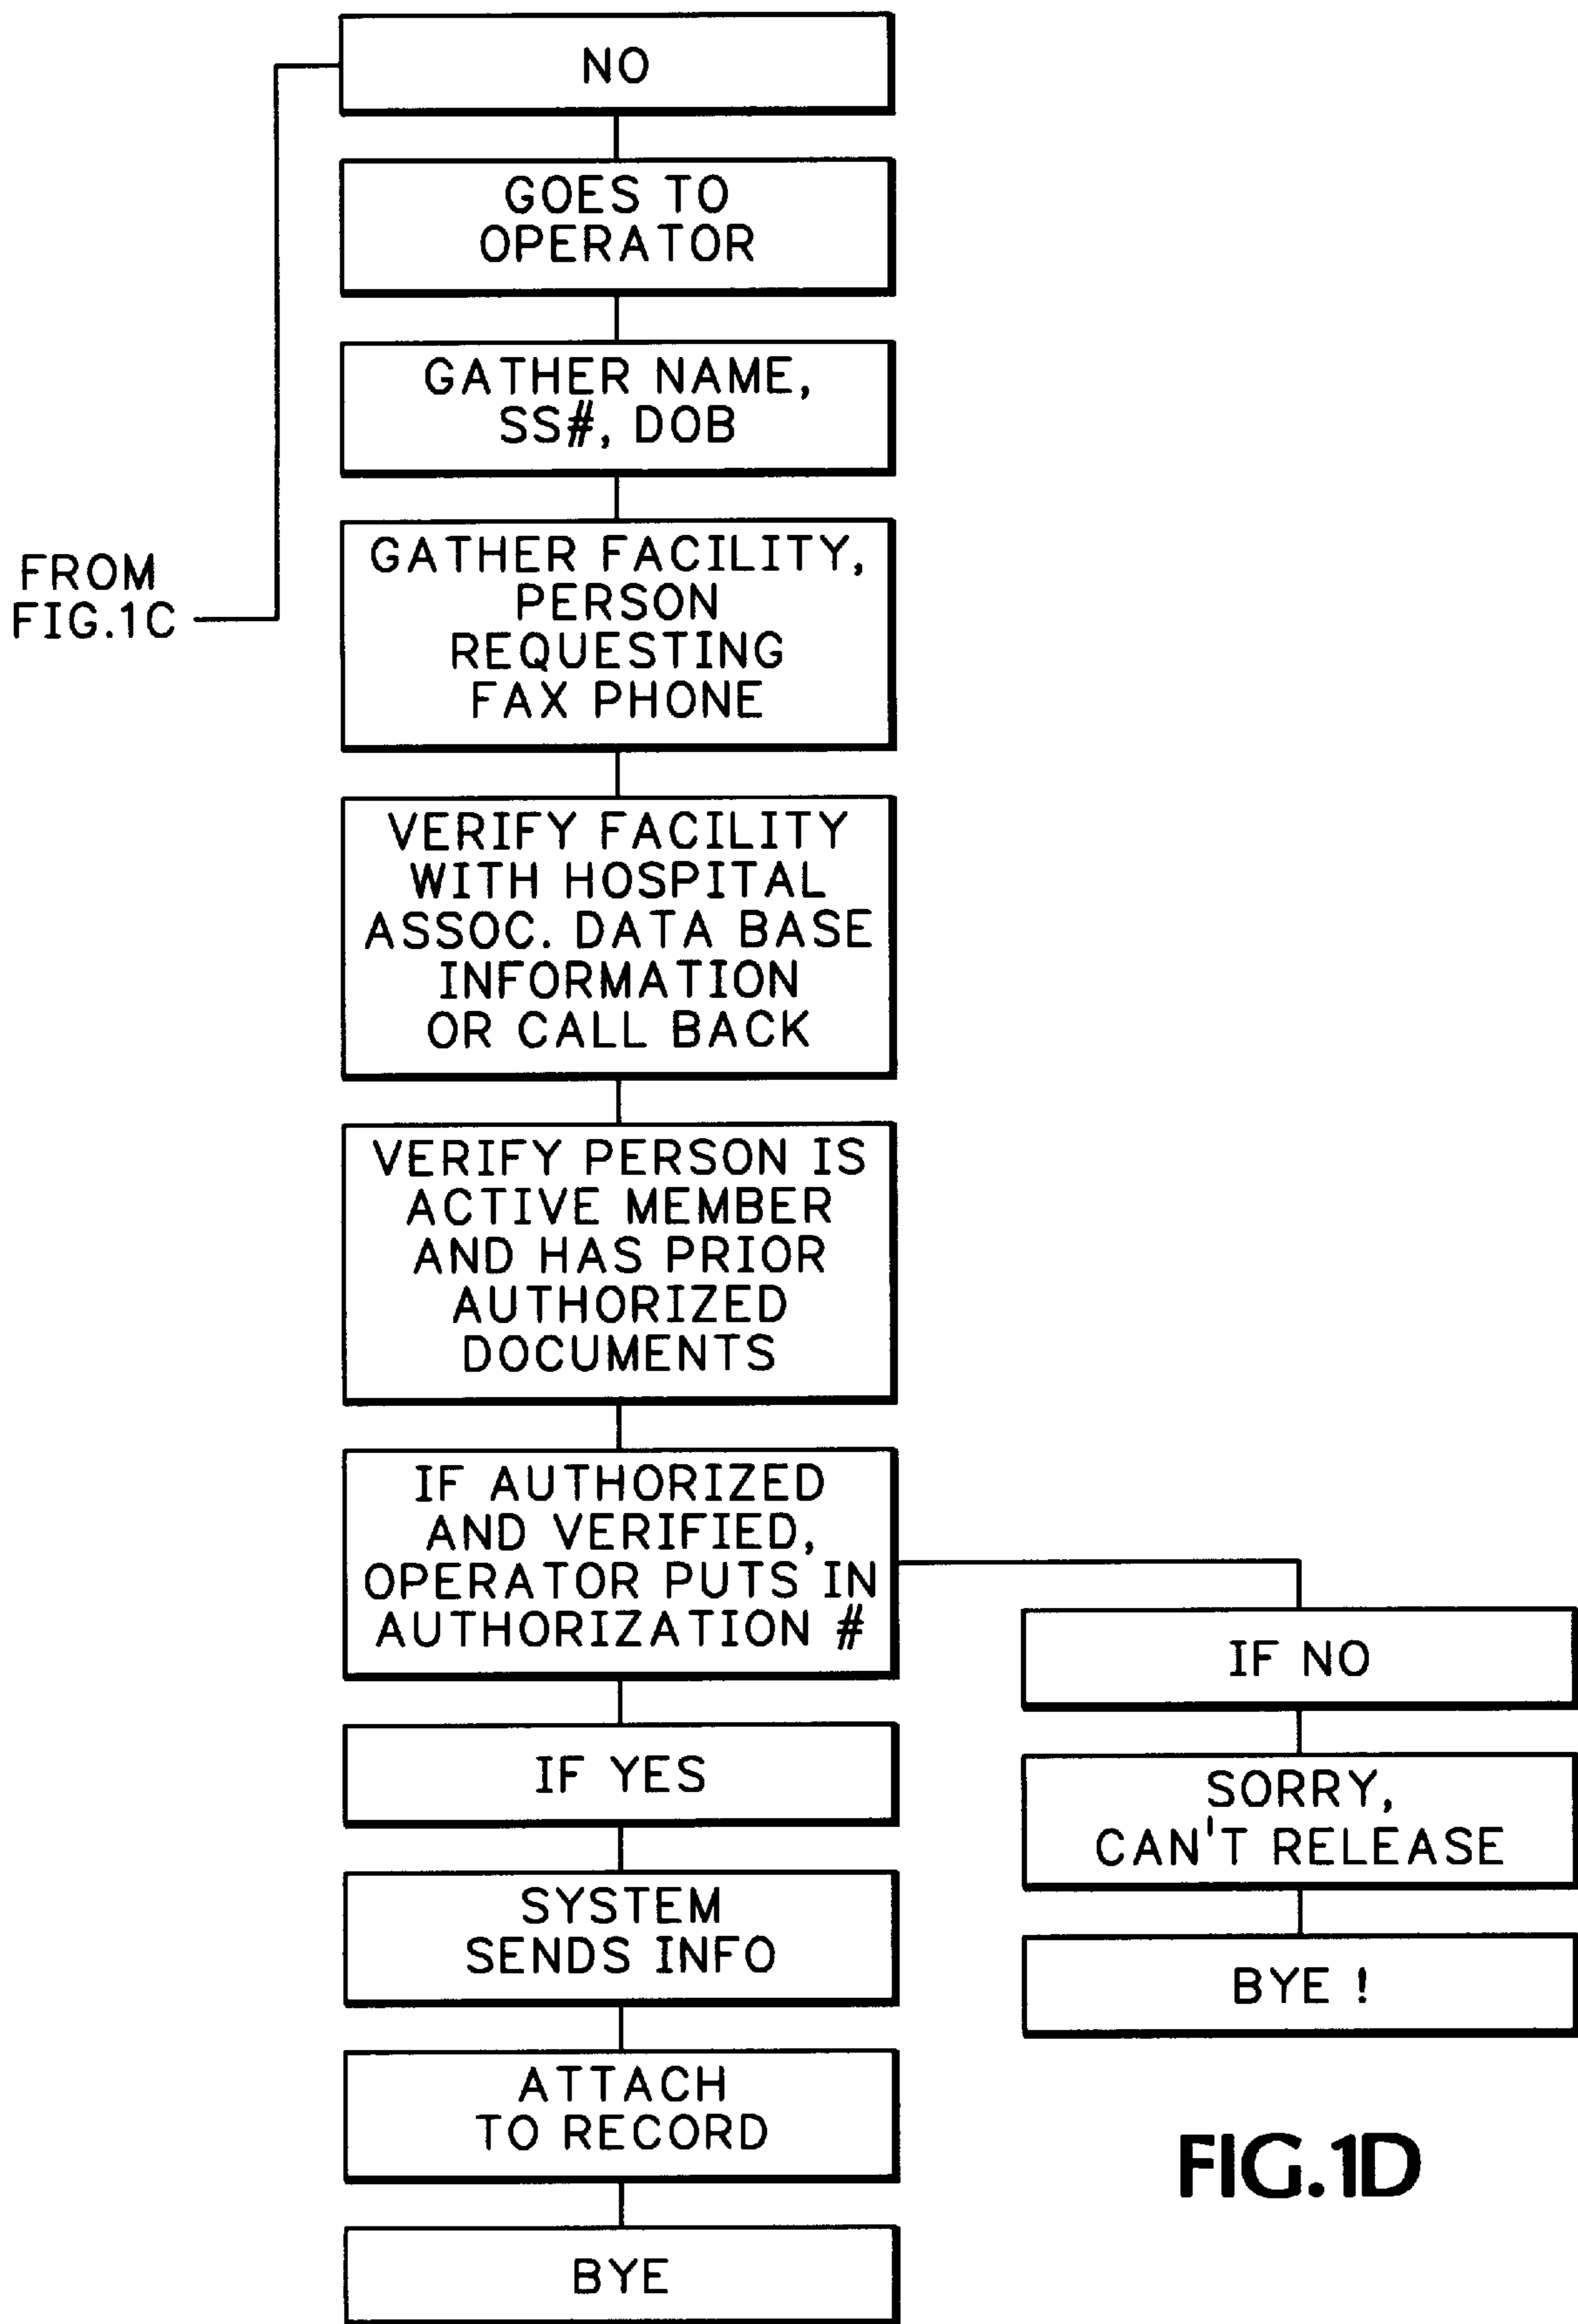 NO
GOES TO
OPERATOR
GATHER NAME,
SS#, DOB
FROM
FIG.1C
GATHER FACILITY,
PERSON
REQUESTING
FAX PHONE
VERIFY FACILITY
WITH HOSPITAL
ASSOC. DATA BASE
INFORMATION
OR CALL BACK
VERIFY PERSON IS
ACTIVE MEMBER
AND HAS PRIOR
AUTHORIZED
DOCUMENTS
IF AUTHORIZED
AND VERIFIED,
OPERATOR PUTS IN
AUTHORIZATION #
IF YES
SYSTEM
SENDS INFO
ATTACH
TO RECORD
BYE
IF NO
SORRY,
CAN'T RELEASE
BYE !
FIG.1D